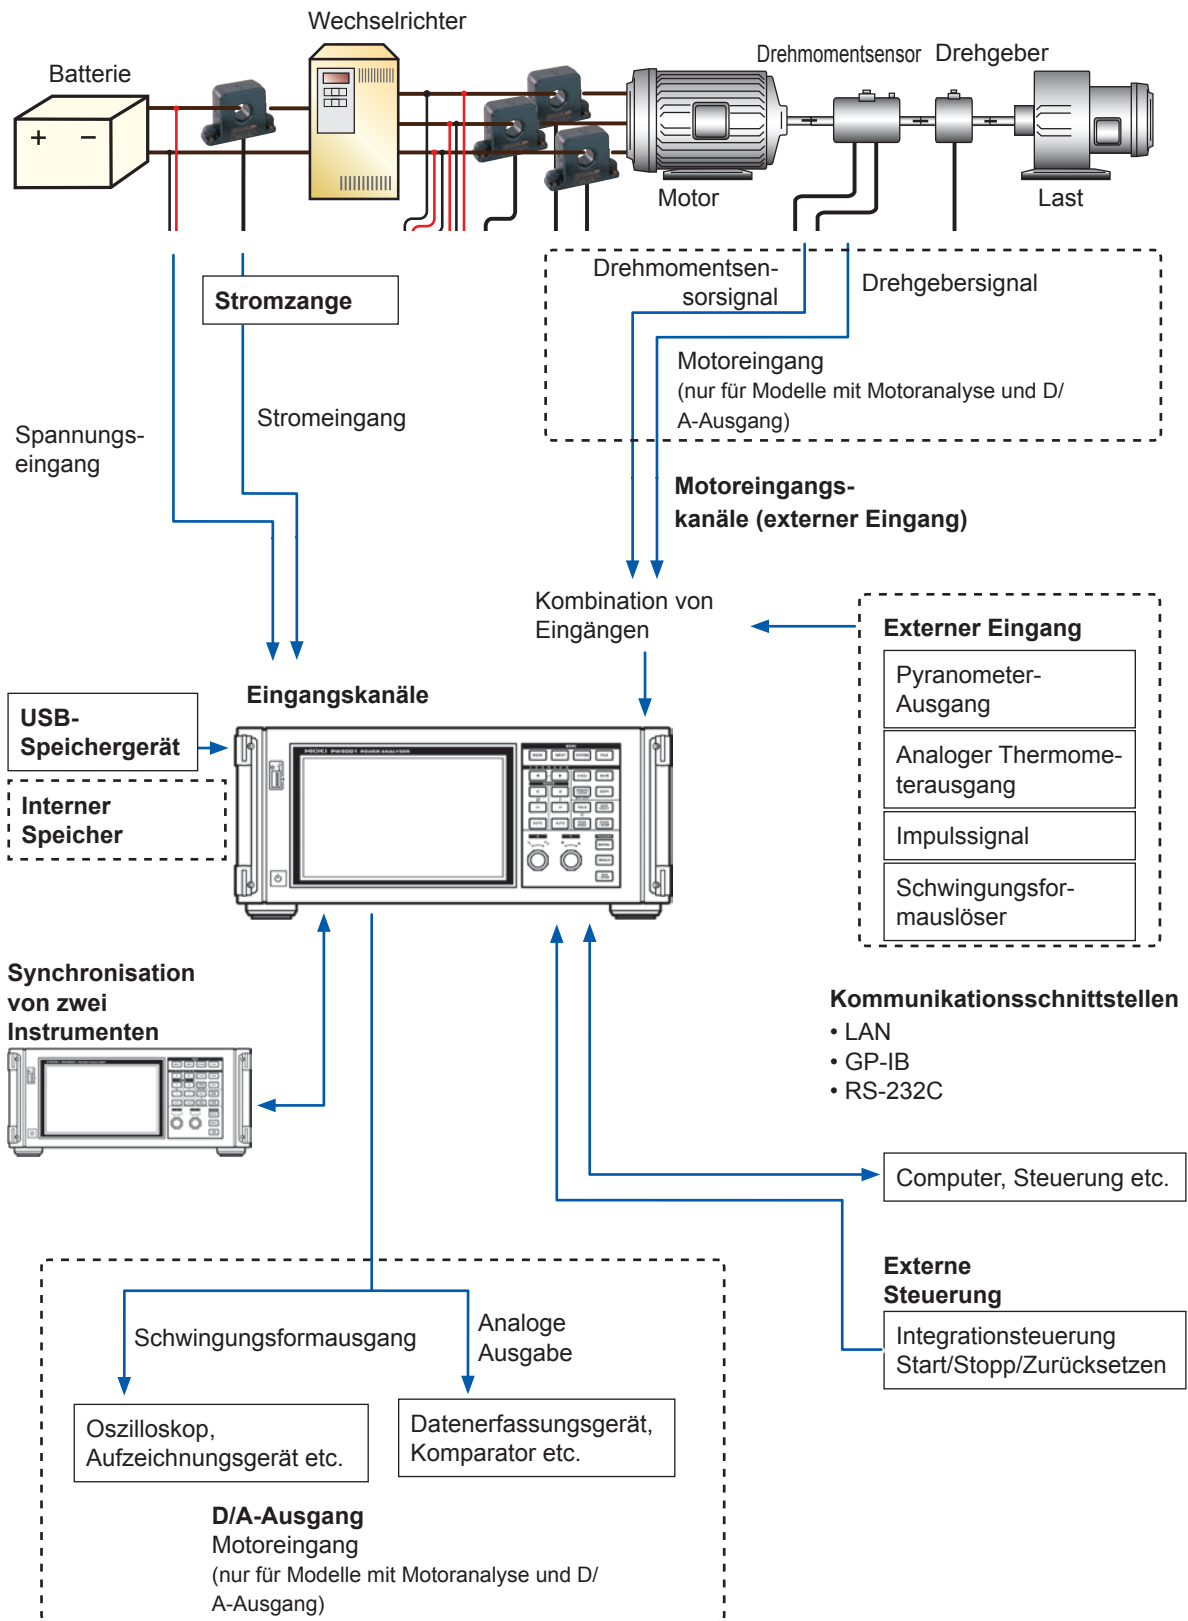 Wechselrichter
Batterie
Drehmomentsensor
Drehgeber
Motor
Last
Drehmomentsen-
sorsignal
Drehgebersignal
Stromzange
Motoreingang
(nur für Modelle mit Motoranalyse und D/
A-Ausgang)
Stromeingang
Spannungs-
eingang
Motoreingangs-
kanäle (externer Eingang)
Kombination von
Eingängen
Externer Eingang
Pyranometer-
Ausgang
Analoger Thermome-
terausgang
Impulssignal
Schwingungsfor-
mauslöser
Eingangskanäle
USB-
Speichergerät
Interner
Speicher
HIOKI PW6001 POWER ANALYZER
Synchronisation
von zwei
Instrumenten
Kommunikationsschnittstellen
• LAN
• GP-IB
• RS-232C
Computer, Steuerung etc.
Externe
Steuerung
Integrationsteuerung
Start/Stopp/Zurücksetzen
Schwingungsformausgang
Analoge
Ausgabe
Oszilloskop,
Aufzeichnungsgerät etc.
Datenerfassungsgerät,
Komparator etc.
D/A-Ausgang
Motoreingang
(nur für Modelle mit Motoranalyse und D/
A-Ausgang)